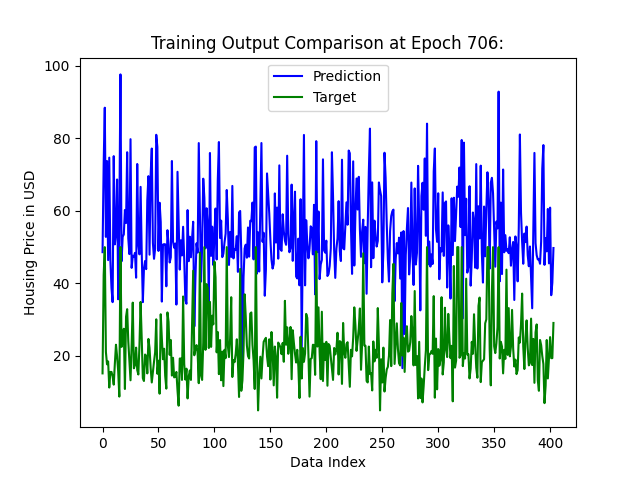 Training Output Comparison at Epoch 706:
Prediction
Target
Housing Price in USD
100
80
60
40
20
0 50 100 150 200 250 300 350 400
Data Index